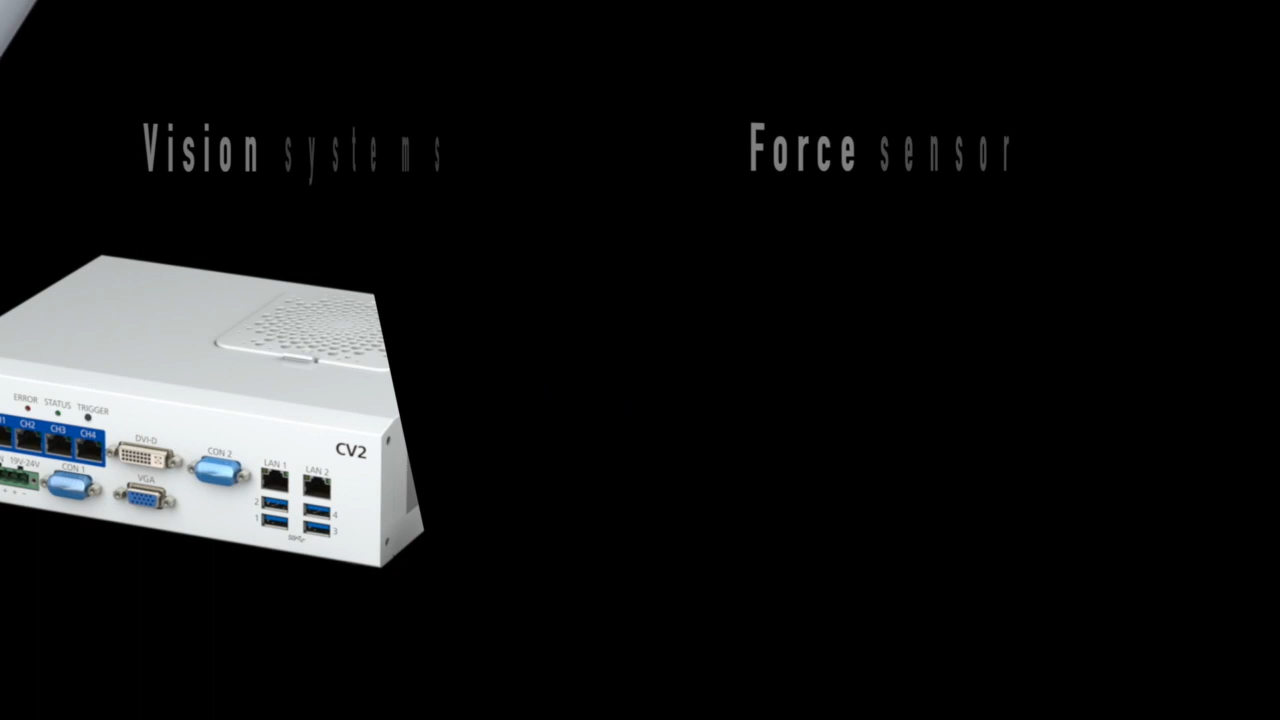 Vision systems
Force sensor
ERROR STATUS TRIGGER
CH2 CH3 CH4
DVI-D
CV2
CON 2
19V-24V
CON 1
LAN 1
LAN 2
VGA
2
4
1
3